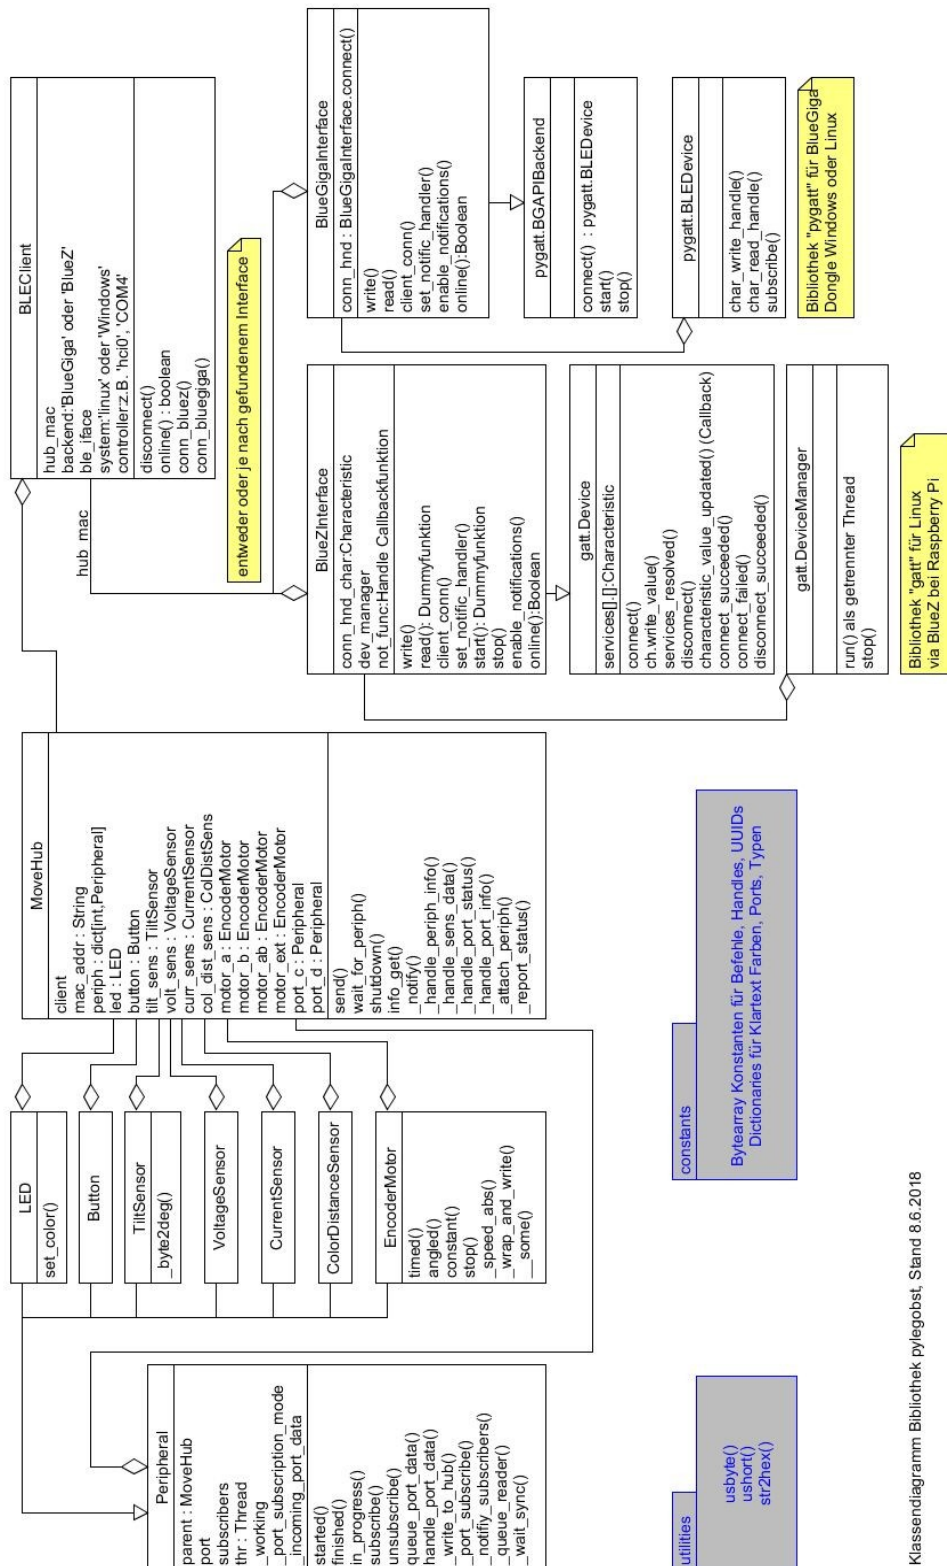 Peripheral
parent : MoveHub
port
subscribers
thr : Thread
_working
_port_subscription_mode
_incoming_port_data
started()
finished()
in_progress()
subscribe()
unsubscribe()
queue_port_data()
handle_port_data()
_write_to_hub()
_port_subscribe()
_notifiy_subscribers()
_queue_reader()
_wait_sync()
LED
set_color()
Button
TiltSensor
_byte2deg()
VoltageSensor
CurrentSensor
ColorDistanceSensor
EncoderMotor
timed()
angled()
constant()
stop()
_speed_abs()
_wrap_and_write()
__some()
MoveHub
client
mac_addr : String
periph : dict[int,Peripheral]
led : LED
button : Button
tilt_sens : TiltSensor
volt_sens : VoltageSensor
curr_sens : CurrentSensor
col_dist_sens : ColDistSens
motor_a : EncoderMotor
motor_b : EncoderMotor
motor_ab : EncoderMotor
motor_ext : EncoderMotor
port_c : Peripheral
port_d : Peripheral
send()
wait_for_periph()
shutdown()
info_get()
_notify()
_handle_periph_info()
_handle_sens_data()
_handle_port_status()
_handle_port_info()
_attach_periph()
_report_status()
BLEClient
hub_mac
backend:'BlueGiga' oder 'BlueZ'
ble_iface
system:'linux' oder 'Windows'
controller:z.B. 'hci0', 'COM4'
disconnect()
online() : boolean
conn_bluez()
conn_bluegiga()
hub_mac
entweder oder je nach gefundenem Interface
BlueZInterface
conn_hnd_char:Characteristic
dev_manager
not_func:Handle Callbackfunktion
write()
read(): Dummyfunktion
client_conn()
set_notific_handler()
start(): Dummyfunktion
stop()
enable_notifications()
online():Boolean
gatt.Device
services[].[]:Characteristic
connect()
ch.write_value()
services_resolved()
disconnect()
characteristic_value_updated() (Callback)
connect_succeeded()
connect_failed()
disconnect_succeeded()
gatt.DeviceManager
run() als getrennter Thread
stop()
Bibliothek "gatt" für Linux
via BlueZ bei Raspberry Pi
BlueGigaInterface
conn_hnd : BlueGigaInterface.connect()
write()
read()
client_conn()
set_notific_handler()
enable_notifications()
online():Boolean
pygatt.BGAPIBackend
connect() : pygatt.BLEDevice
start()
stop()
pygatt.BLEDevice
char_write_handle()
char_read_handle()
subscribe()
Bibliothek "pygatt" für BlueGiga
Dongle Windows oder Linux
utilities
usbyte()
ushort()
str2hex()
constants
Bytearray Konstanten für Befehle, Handles, UUIDs
Dictionaries für Klartext Farben, Ports, Typen
Klassendiagramm Bibliothek pylegobst, Stand 8.6.2018